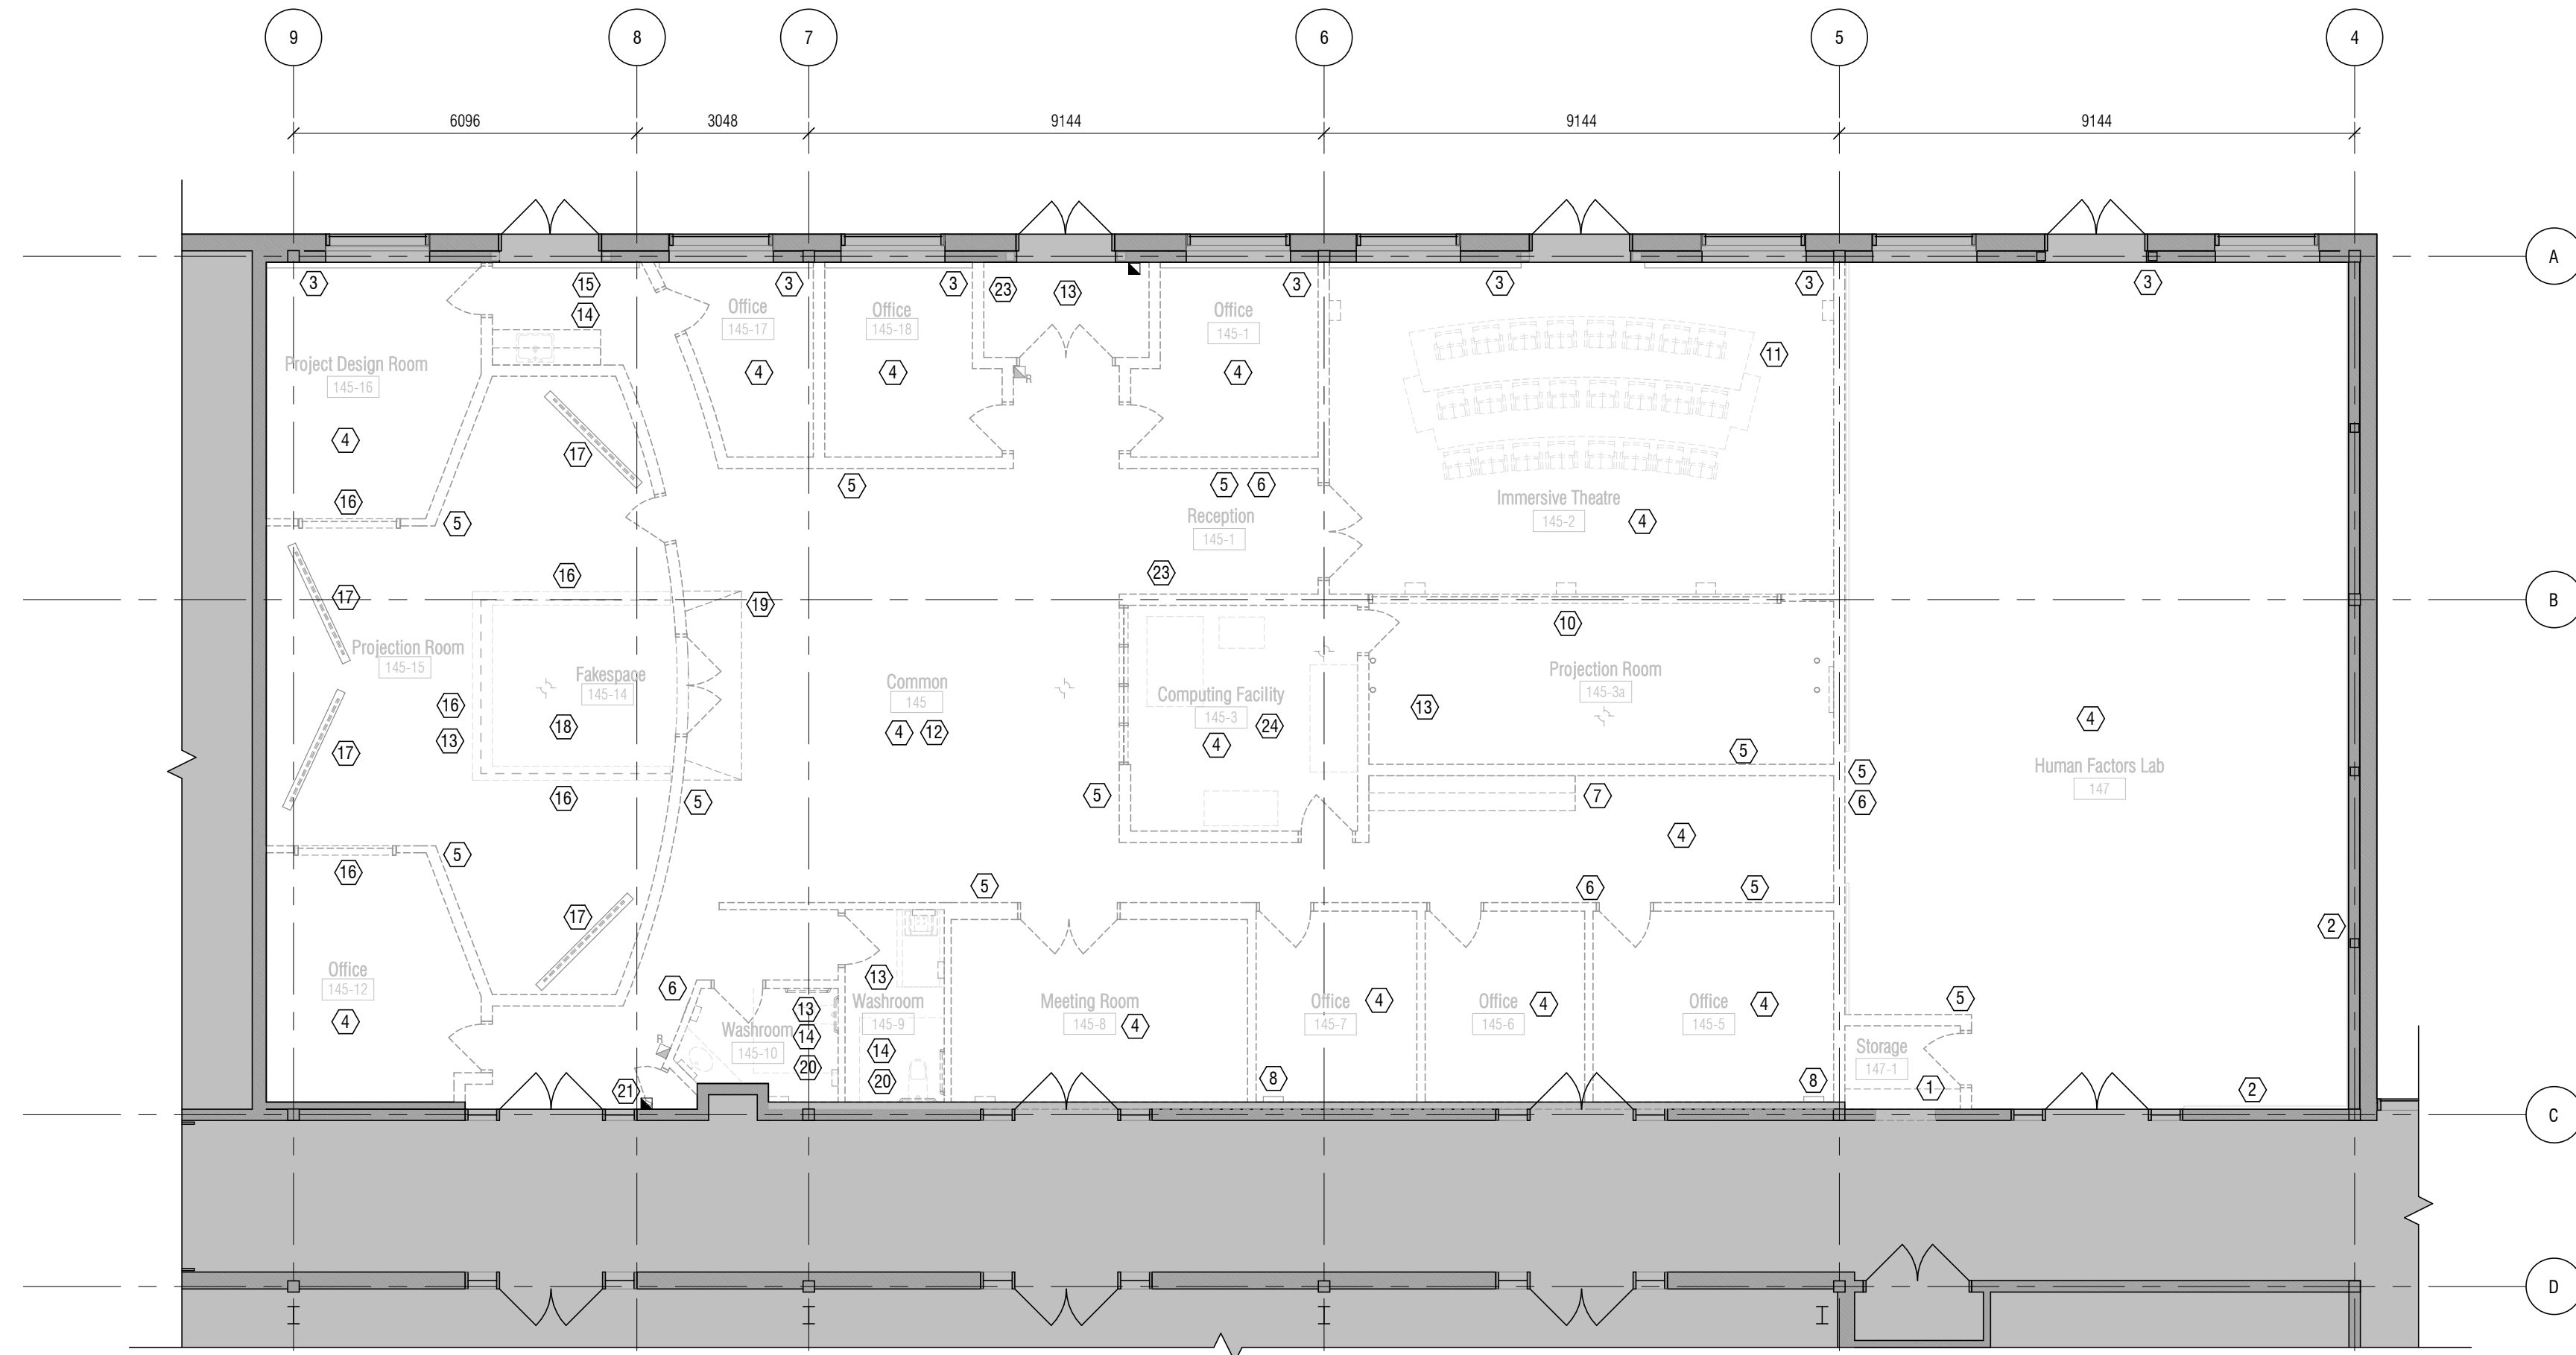 9 8 7 6 5 4
6096 3048 9144 9144 9144
A
3 15 3 3 23 13 3 3 3 3
14
Office
145-17
Office
145-18
Office
145-1
Project Design Room
145-16
4 4 4 11
4
17
16 5 5 6
Immersive Theatre
145-2
4
5
Reception
145-1
16 23
17 19 B
10
Projection Room
145-15
Fakespace
145-14
Common
145
4 12
Computing Facility
145-3
24
4
Projection Room
145-3a
13
16
18
13
17
5
4
Human Factors Lab
147
16 5 5 7
5
6
4
5
16
5 6 5
17
2
Office
145-12
4
6
13
Washroom
145-9
14
20
Washroom
145-10
13
14
20
R
R
21
Meeting Room
145-8
4
Office
145-7
4
Office
145-6
4
Office
145-5
4
5
Storage
147-1
8 8 1 2
C
D